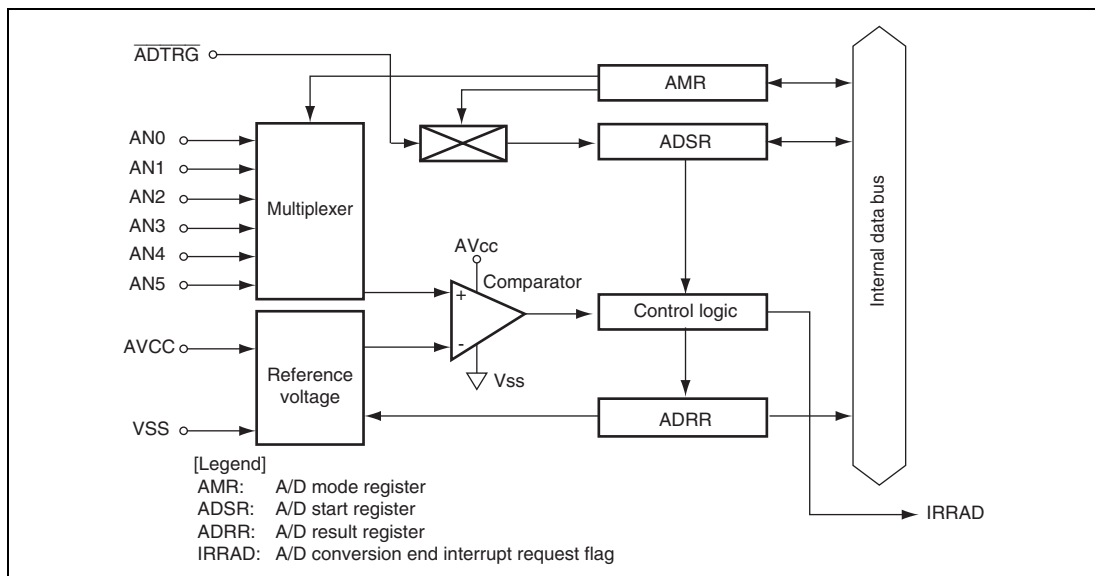 ADTRG
AMR
AN0
AN1
AN2
AN3
AN4
AN5
Multiplexer
ADSR
AVcc
Comparator
+
-
Vss
Control logic
Internal data bus
AVCC
VSS
Reference
voltage
ADRR
IRRAD
[Legend]
AMR: A/D mode register
ADSR: A/D start register
ADRR: A/D result register
IRRAD: A/D conversion end interrupt request flag